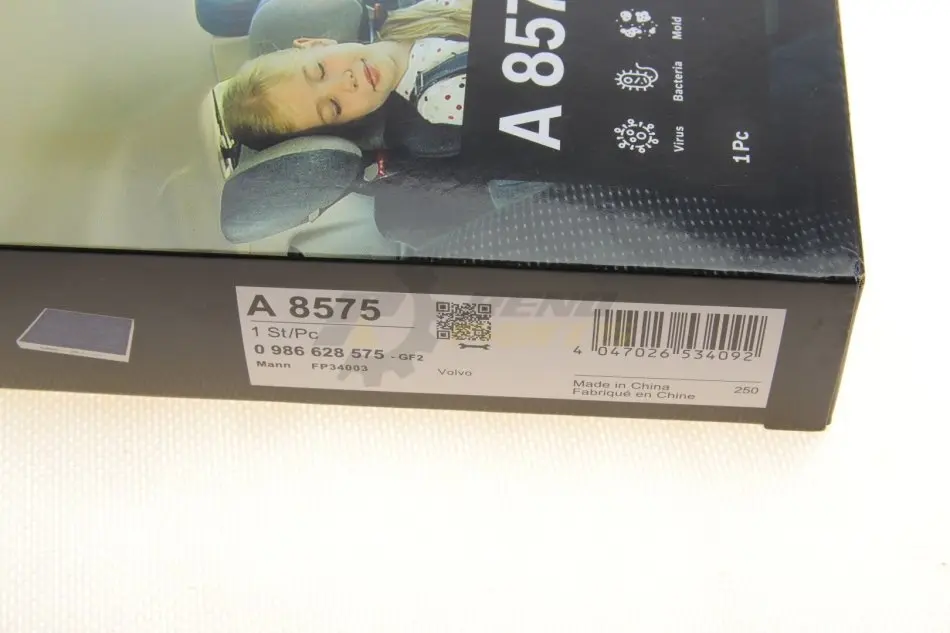 A 857
Mold
Bacteria
Virus
1 Pc
A 8575
1 St/Pc
0 986 628 575 - GF2
Mann FP34003
Volvo
4 047026 534092
Made in China
Fabriqué en Chine
250